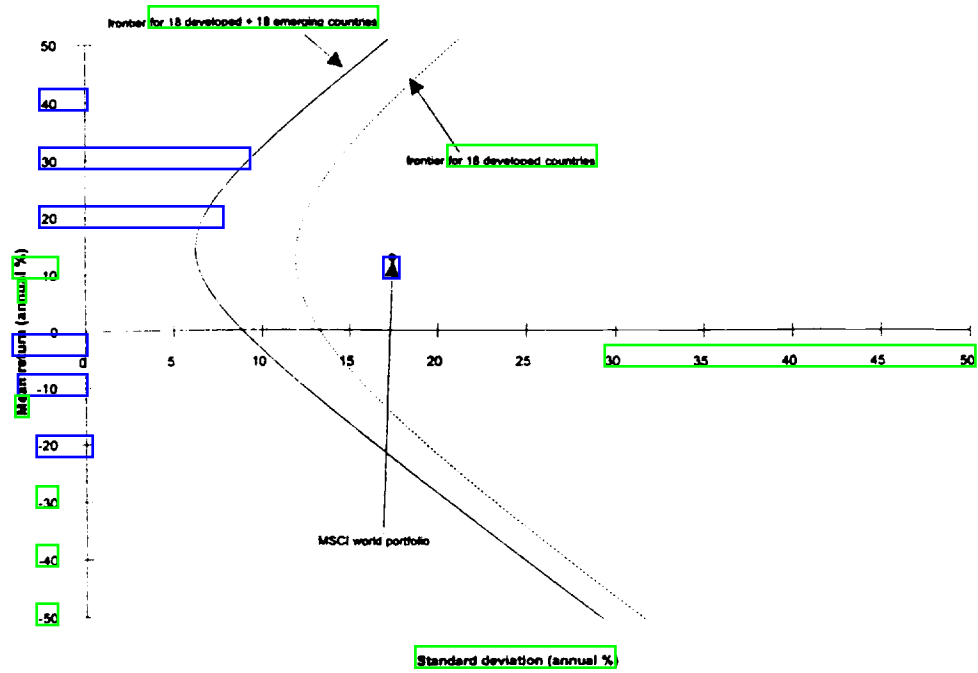 frontier for 18 developed + 18 emerging countries
50
40
30
frontier for 18 developed countries
20
Mean return (annual %)
10
0
0 5 10 15 20 25 30 35 40 45 50
-10
-20
-30
MSCI world portfolio
-40
-50
Standard deviation (annual %)